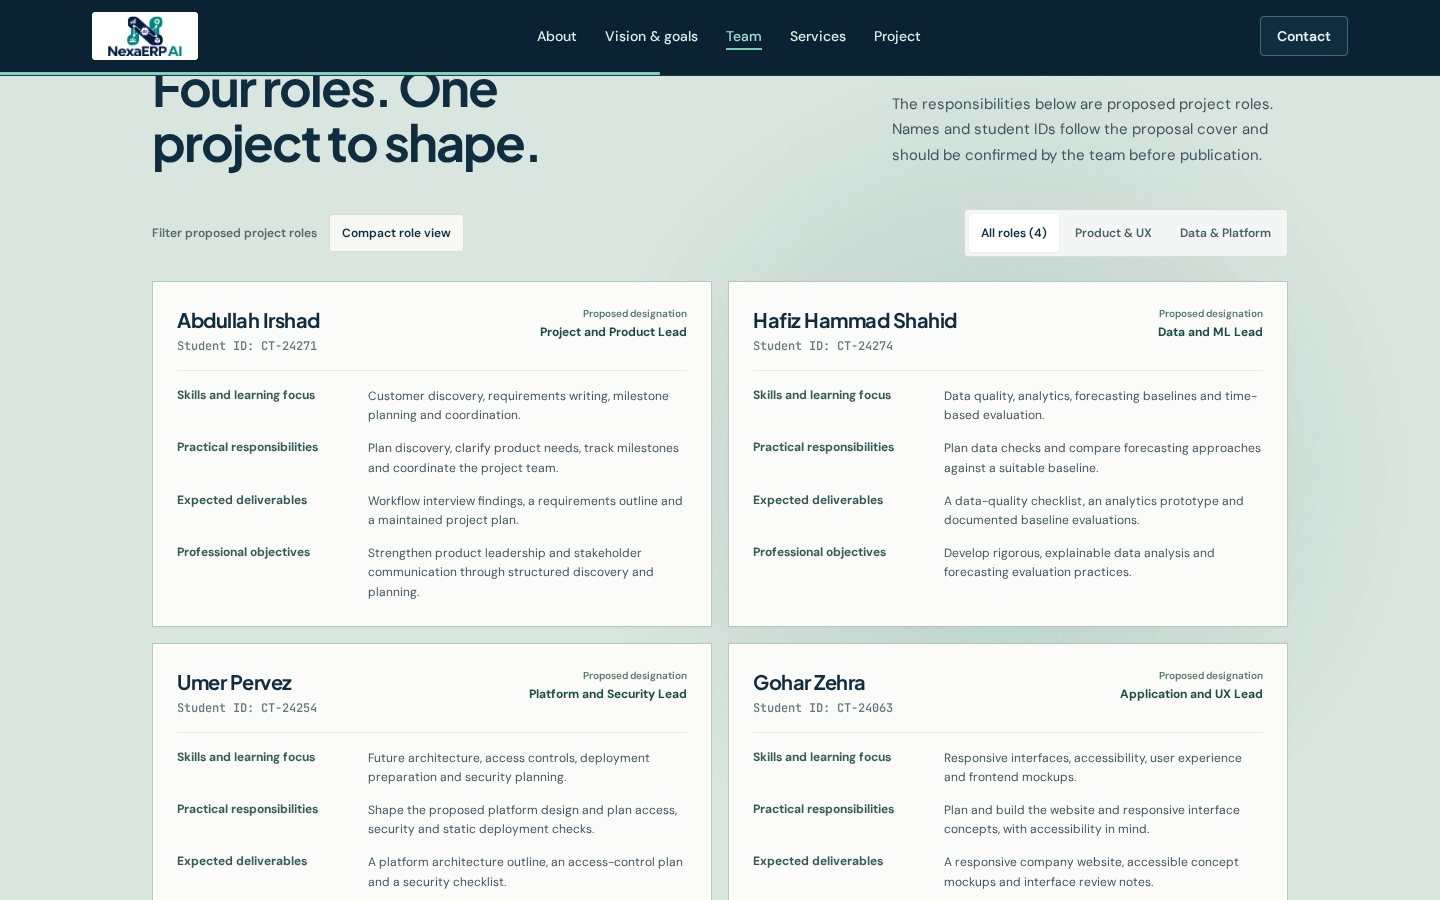 NexaERP AI
About
Vision & goals
Team
Services
Project
Contact
Four roles. One
project to shape.
The responsibilities below are proposed project roles.
Names and student IDs follow the proposal cover and
should be confirmed by the team before publication.
Filter proposed project roles
Compact role view
All roles (4)
Product & UX
Data & Platform
Abdullah Irshad
Student ID: CT-24271
Proposed designation
Project and Product Lead
Skills and learning focus
Customer discovery, requirements writing, milestone
planning and coordination.
Practical responsibilities
Plan discovery, clarify product needs, track milestones
and coordinate the project team.
Expected deliverables
Workflow interview findings, a requirements outline and
a maintained project plan.
Professional objectives
Strengthen product leadership and stakeholder
communication through structured discovery and
planning.
Hafiz Hammad Shahid
Student ID: CT-24274
Proposed designation
Data and ML Lead
Skills and learning focus
Data quality, analytics, forecasting baselines and time-
based evaluation.
Practical responsibilities
Plan data checks and compare forecasting approaches
against a suitable baseline.
Expected deliverables
A data-quality checklist, an analytics prototype and
documented baseline evaluations.
Professional objectives
Develop rigorous, explainable data analysis and
forecasting evaluation practices.
Umer Pervez
Student ID: CT-24254
Proposed designation
Platform and Security Lead
Skills and learning focus
Future architecture, access controls, deployment
preparation and security planning.
Practical responsibilities
Shape the proposed platform design and plan access,
security and static deployment checks.
Expected deliverables
A platform architecture outline, an access-control plan
and a security checklist.
Gohar Zehra
Student ID: CT-24063
Proposed designation
Application and UX Lead
Skills and learning focus
Responsive interfaces, accessibility, user experience
and frontend mockups.
Practical responsibilities
Plan and build the website and responsive interface
concepts, with accessibility in mind.
Expected deliverables
A responsive company website, accessible concept
mockups and interface review notes.